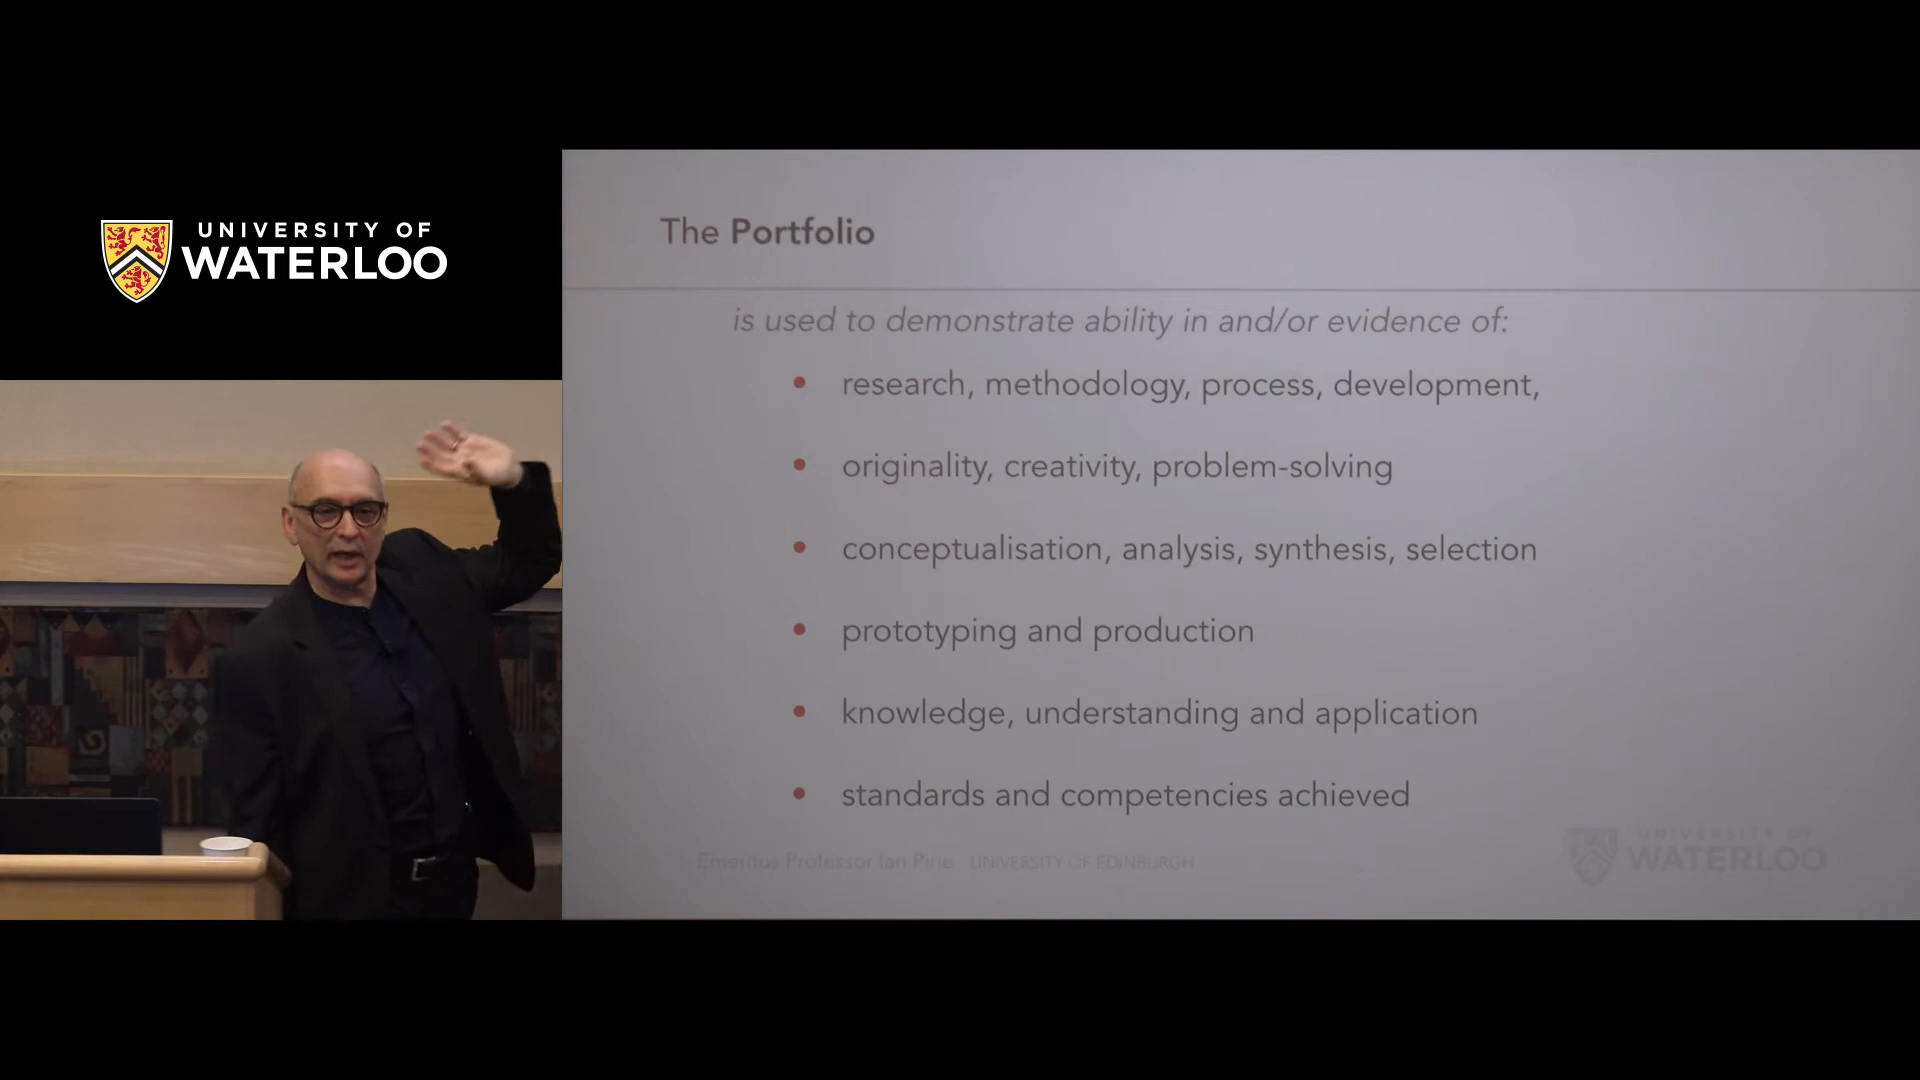 UNIVERSITY OF
WATERLOO
The Portfolio
is used to demonstrate ability in and/or evidence of:
• research, methodology, process, development,
• originality, creativity, problem-solving
• conceptualisation, analysis, synthesis, selection
• prototyping and production
• knowledge, understanding and application
• standards and competencies achieved
Emeritus Professor Ian Pirie UNIVERSITY OF EDINBURGH
UNIVERSITY OF
WATERLOO